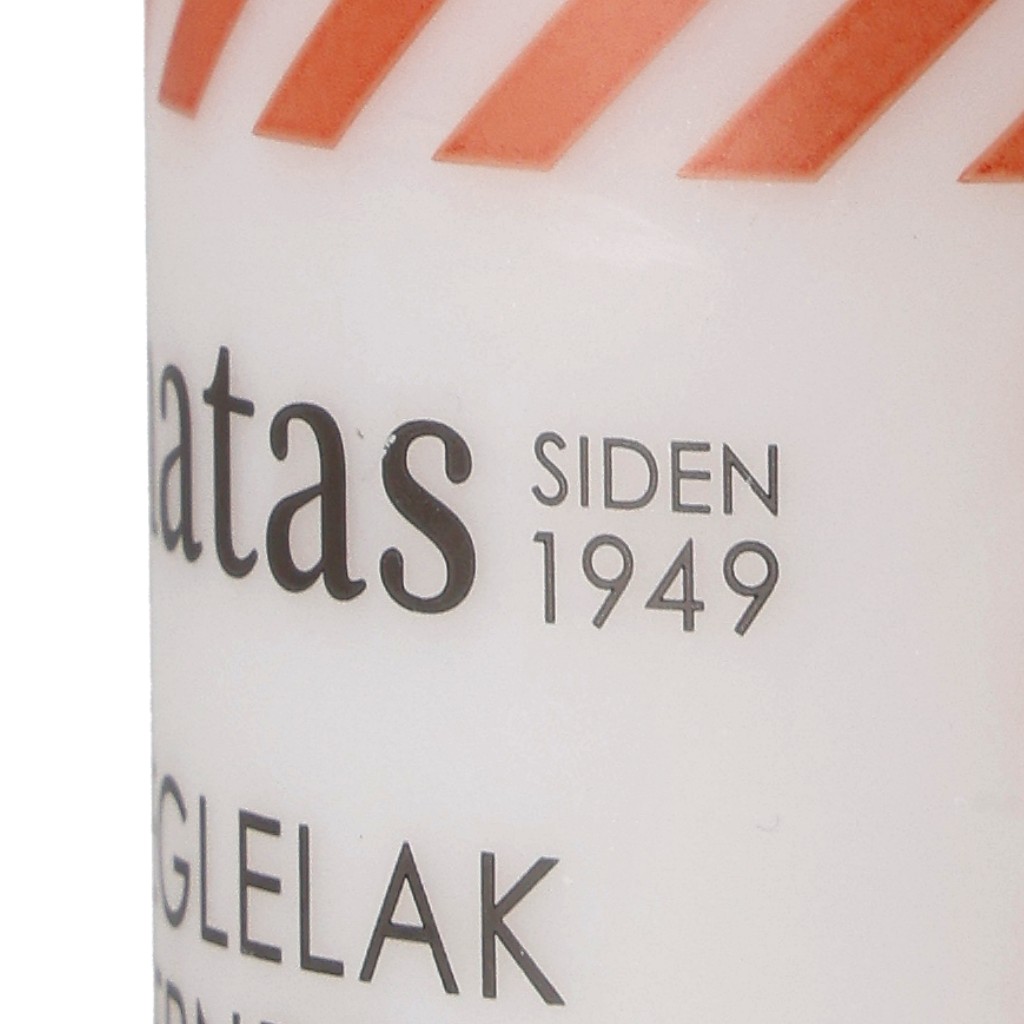 atas SIDEN
1949
GLELAK